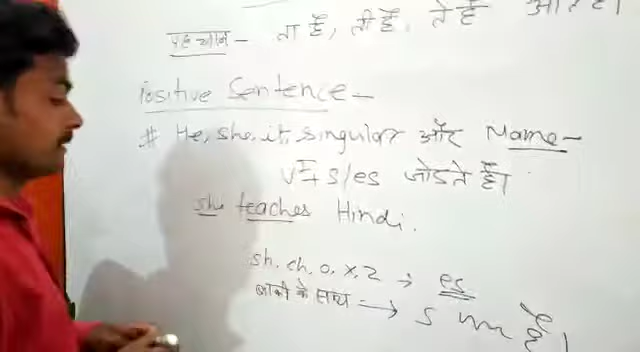 पहचान - ता है, ती है, ते है
Positive Sentence -
# He, she, it, singular और Name -
V I + s/es जोड़ते हैं।
she teaches Hindi.
sh, ch, o, x, z → es
बाकी के साथ → s